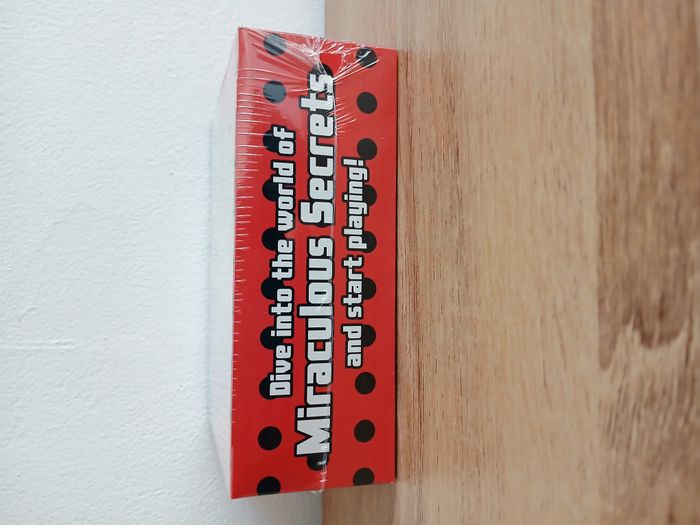 Dive into the world of
Miraculous Secrets
and start playing!